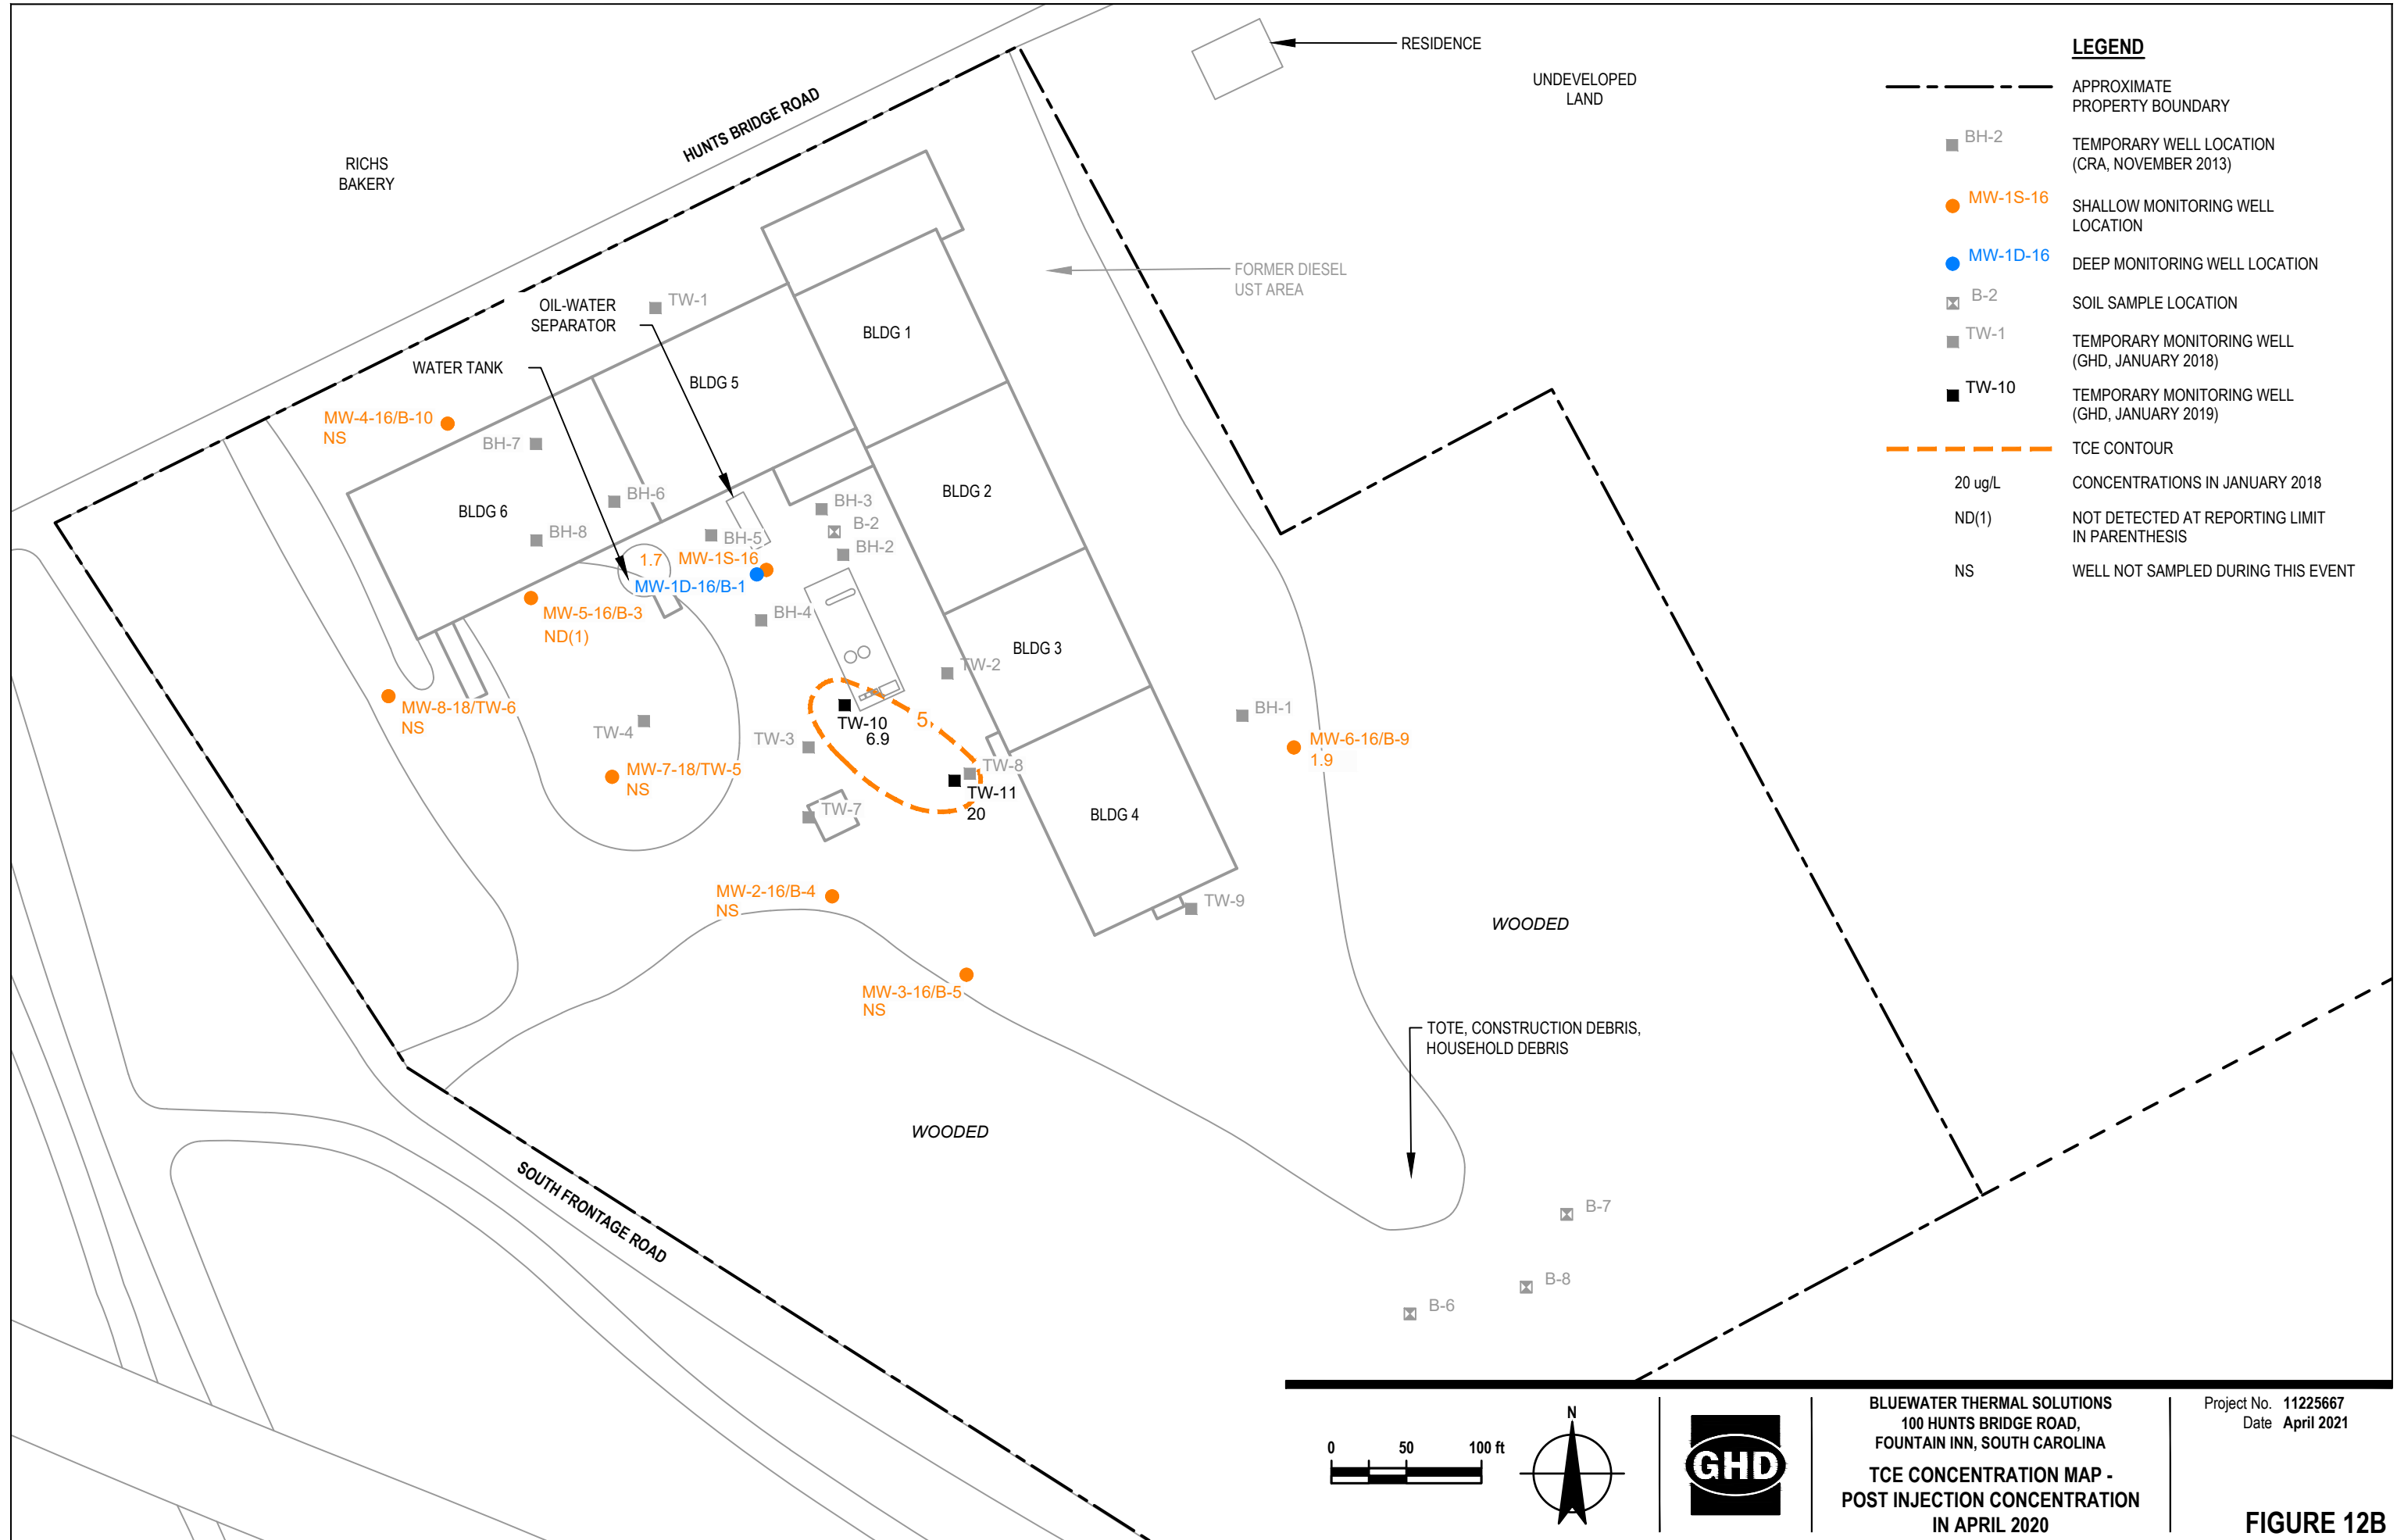 RESIDENCE
UNDEVELOPED
LAND
HUNTS BRIDGE ROAD
RICHS
BAKERY
FORMER DIESEL
UST AREA
OIL-WATER
SEPARATOR
TW-1
WATER TANK
BLDG 1
BLDG 5
MW-4-16/B-10
NS
BH-7
BLDG 6
BH-6
BH-8
BLDG 2
BH-3
B-2
BH-5
BH-2
1.7
MW-1S-16
MW-1D-16/B-1
MW-5-16/B-3
ND(1)
BH-4
BLDG 3
TW-2
MW-8-18/TW-6
NS
TW-4
TW-10
6.9
5
TW-3
BH-1
MW-6-16/B-9
1.9
MW-7-18/TW-5
NS
TW-8
TW-11
20
TW-7
BLDG 4
MW-2-16/B-4
NS
TW-9
WOODED
MW-3-16/B-5
NS
TOTE, CONSTRUCTION DEBRIS,
HOUSEHOLD DEBRIS
WOODED
SOUTH FRONTAGE ROAD
B-7
B-8
B-6
LEGEND
APPROXIMATE
PROPERTY BOUNDARY
BH-2
TEMPORARY WELL LOCATION
(CRA, NOVEMBER 2013)
MW-1S-16
SHALLOW MONITORING WELL
LOCATION
MW-1D-16
DEEP MONITORING WELL LOCATION
B-2
SOIL SAMPLE LOCATION
TW-1
TEMPORARY MONITORING WELL
(GHD, JANUARY 2018)
TW-10
TEMPORARY MONITORING WELL
(GHD, JANUARY 2019)
TCE CONTOUR
20 ug/L
CONCENTRATIONS IN JANUARY 2018
ND(1)
NOT DETECTED AT REPORTING LIMIT
IN PARENTHESIS
NS
WELL NOT SAMPLED DURING THIS EVENT
0 50 100 ft
N
GHD
BLUEWATER THERMAL SOLUTIONS
100 HUNTS BRIDGE ROAD,
FOUNTAIN INN, SOUTH CAROLINA
TCE CONCENTRATION MAP -
POST INJECTION CONCENTRATION
IN APRIL 2020
Project No. 11225667
Date April 2021
FIGURE 12B